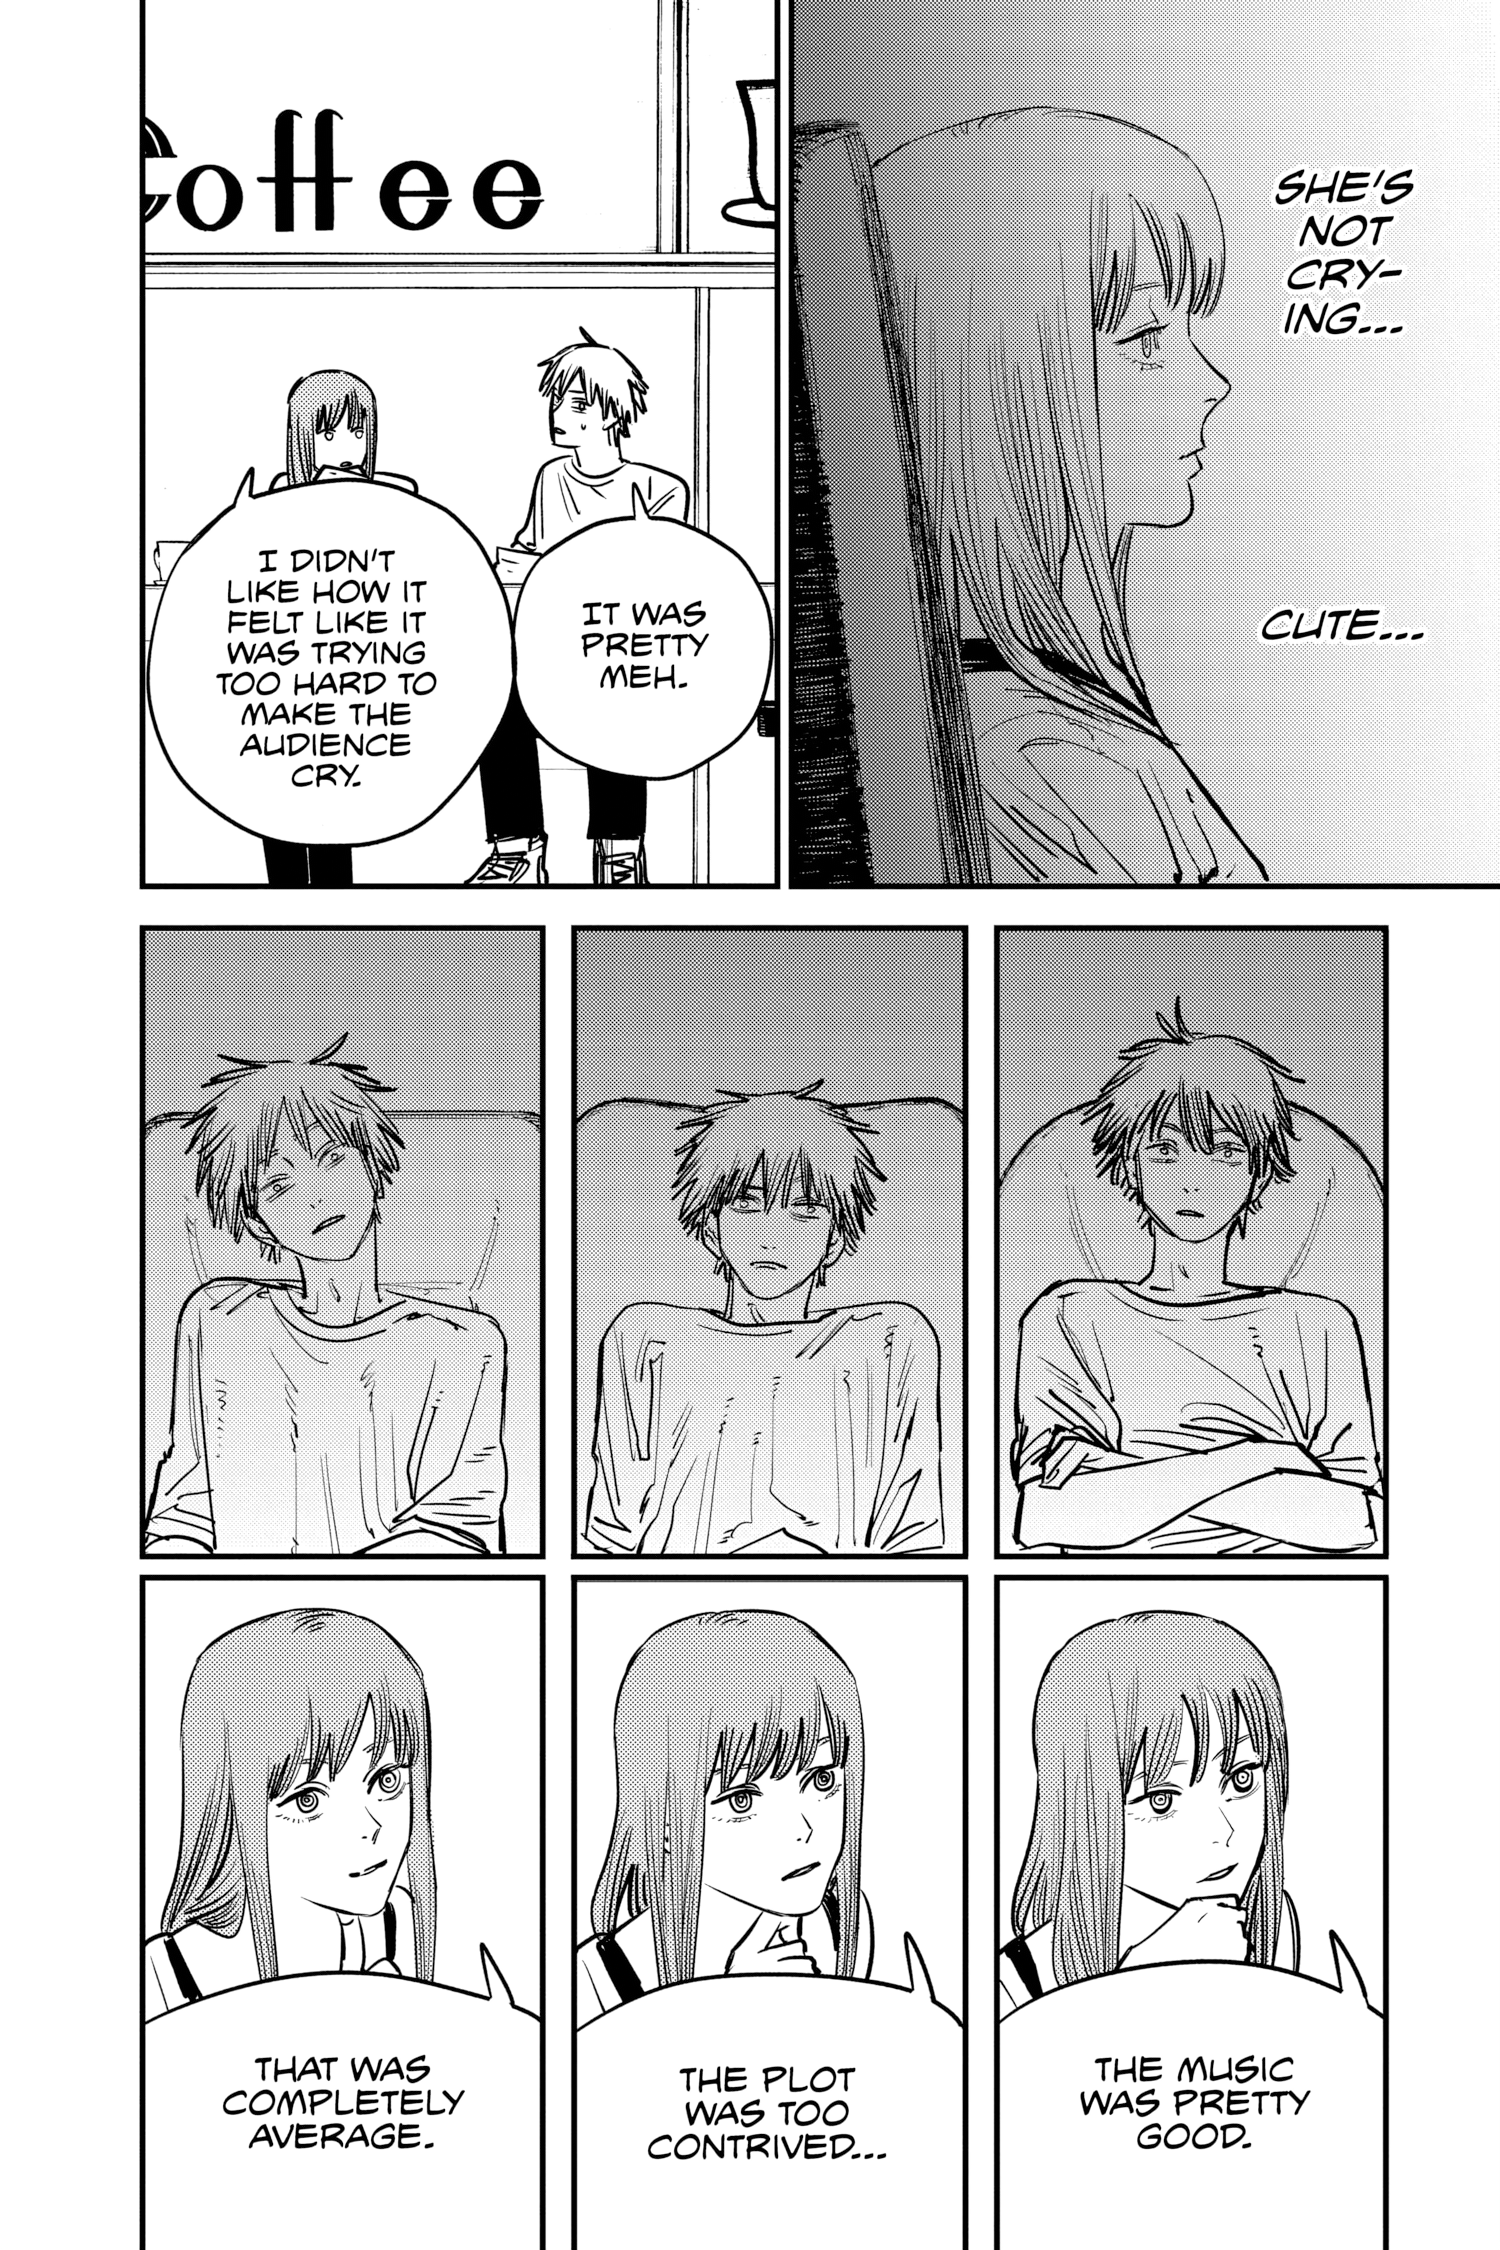 SHE'S
NOT
CRY-
ING...
CUTE...
Coffee
IT WAS
PRETTY
MEH.
I DIDN'T
LIKE HOW IT
FELT LIKE IT
WAS TRYING
TOO HARD TO
MAKE THE
AUDIENCE
CRY.
THE MUSIC
WAS PRETTY
GOOD.
THE PLOT
WAS TOO
CONTRIVED...
THAT WAS
COMPLETELY
AVERAGE.